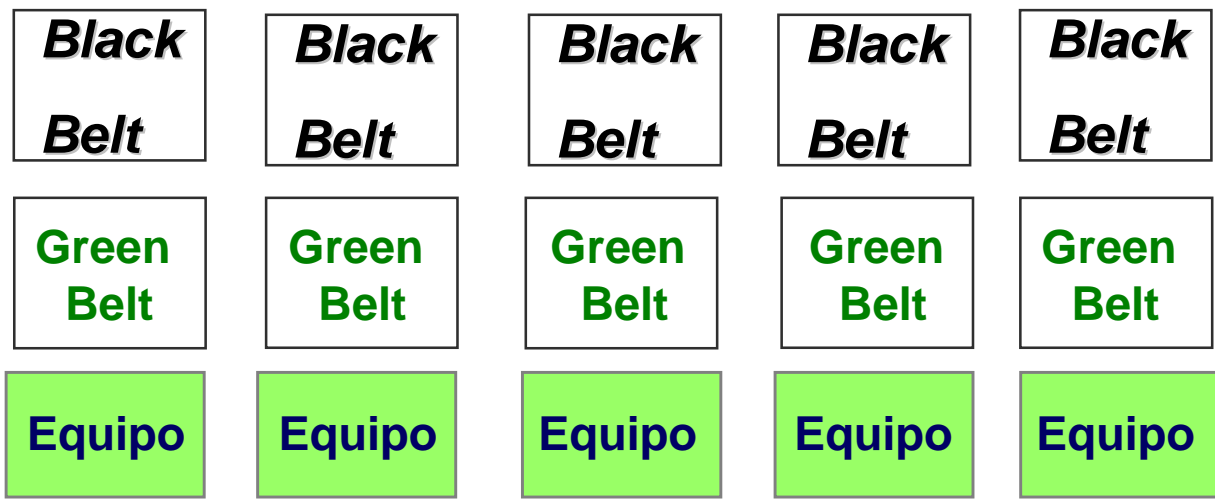 Black Black Black Black Black
Belt Belt Belt Belt Belt
Green Green Green Green Green
Belt Belt Belt Belt Belt
Equipo Equipo Equipo Equipo Equipo